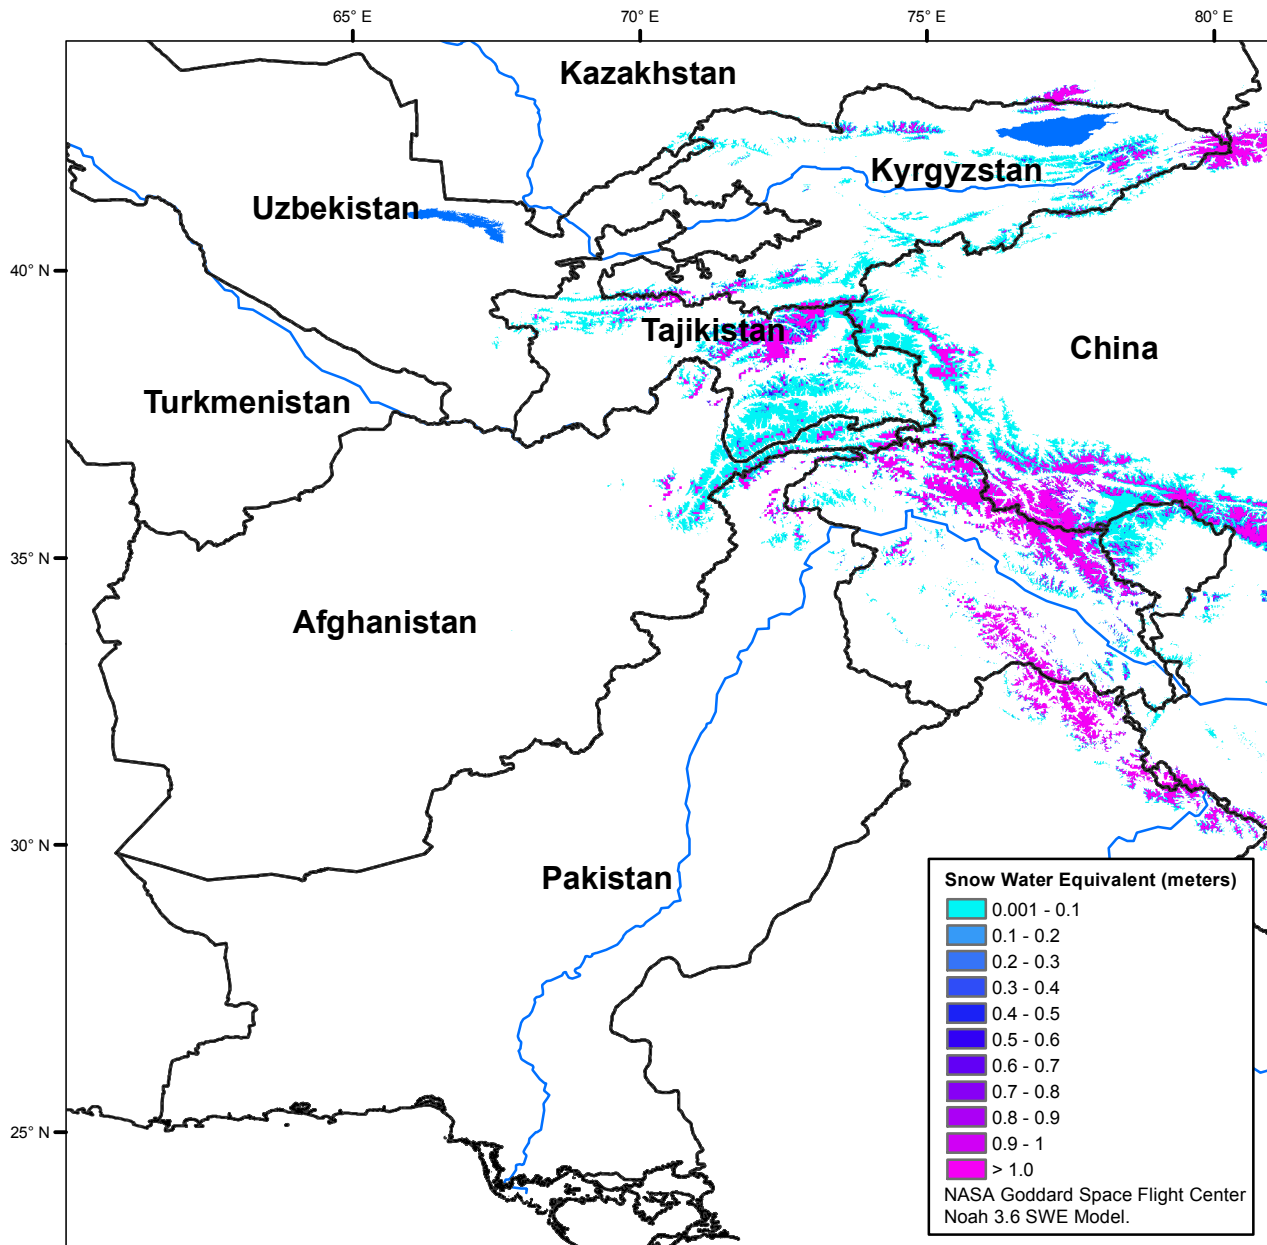 65° E 70° E 75° E 80° E
Kazakhstan
Kyrgyzstan
Uzbekistan
40° N
Tajikistan
China
Turkmenistan
35° N
Afghanistan
30° N
Pakistan
Snow Water Equivalent (meters)
0.001 - 0.1
0.1 - 0.2
0.2 - 0.3
0.3 - 0.4
0.4 - 0.5
0.5 - 0.6
0.6 - 0.7
0.7 - 0.8
0.8 - 0.9
0.9 - 1
> 1.0
25° N
NASA Goddard Space Flight Center
Noah 3.6 SWE Model.